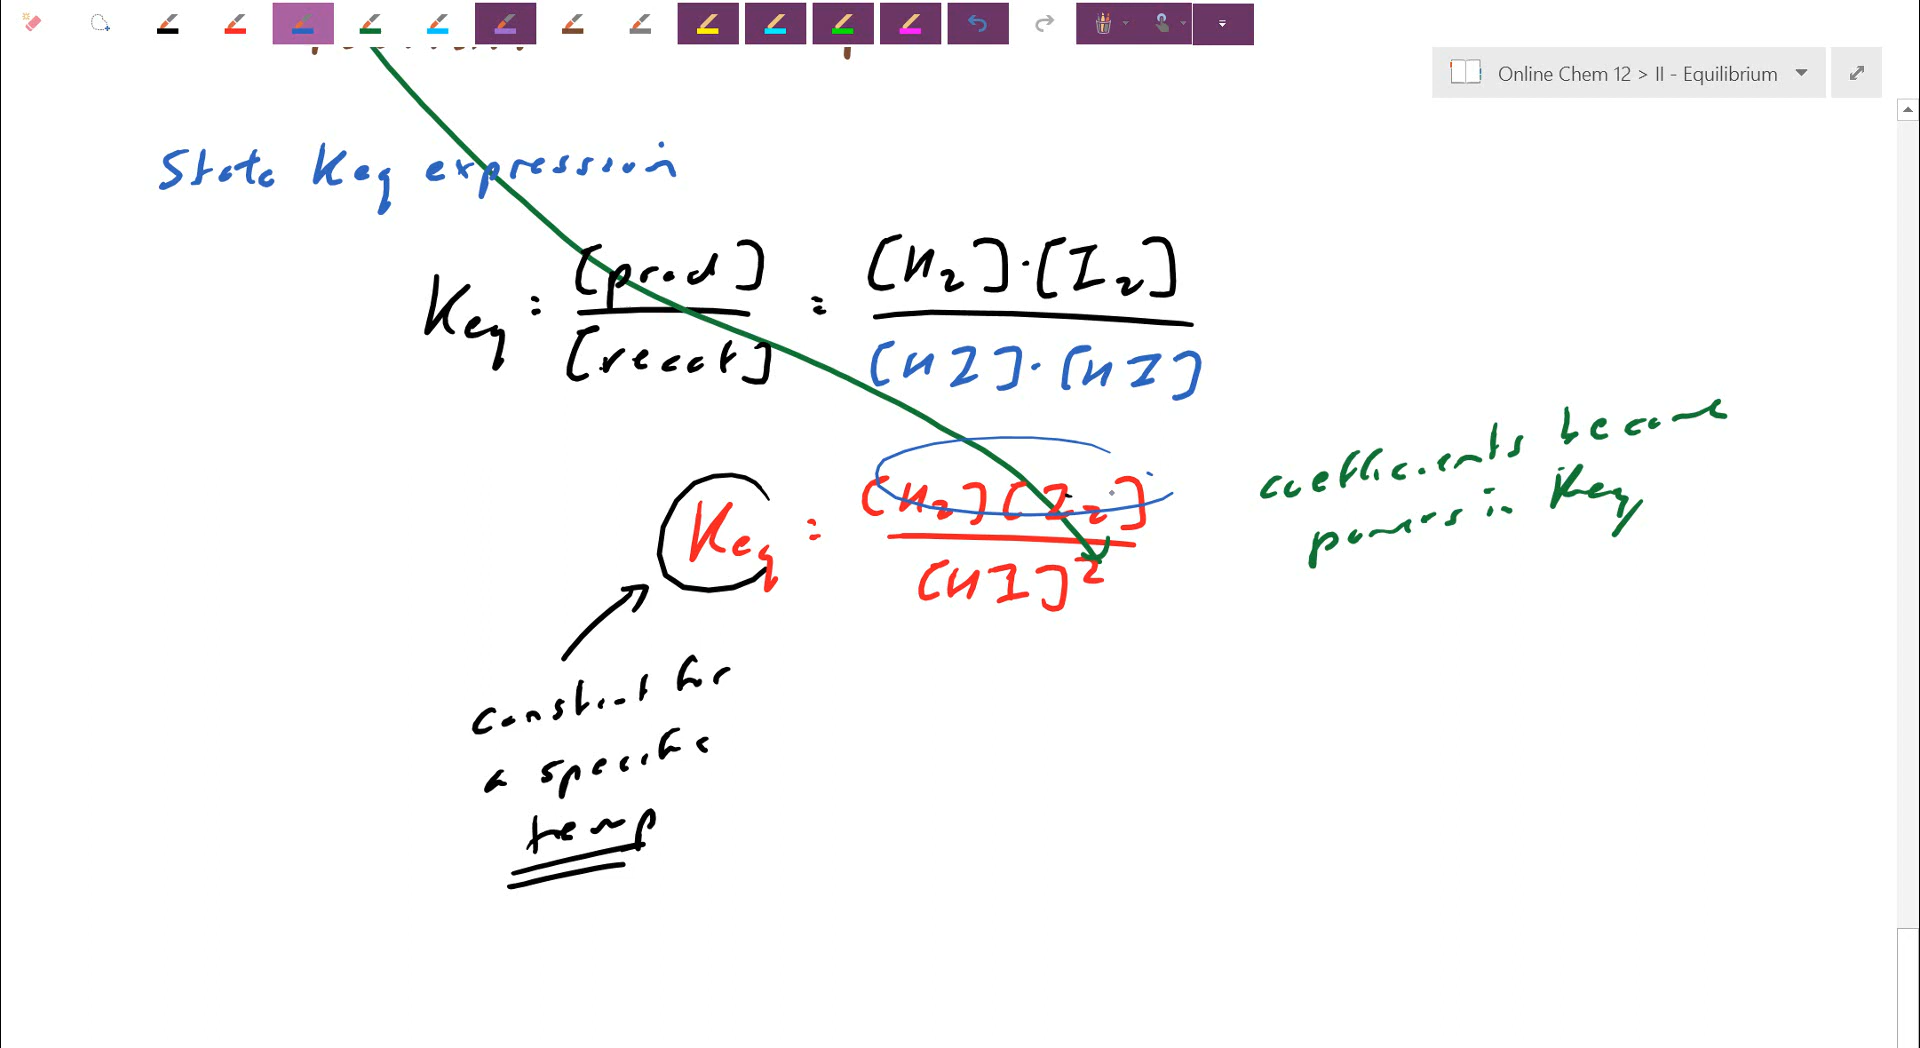 Online Chem 12 > II - Equilibrium
State Keq expression
Keq = [prod] / [react] = [H₂]·[I₂] / [HI]·[HI]
coefficients become
powers in Keq
Keq = [H₂][I₂] / [HI]²
constant for
a specific
temp